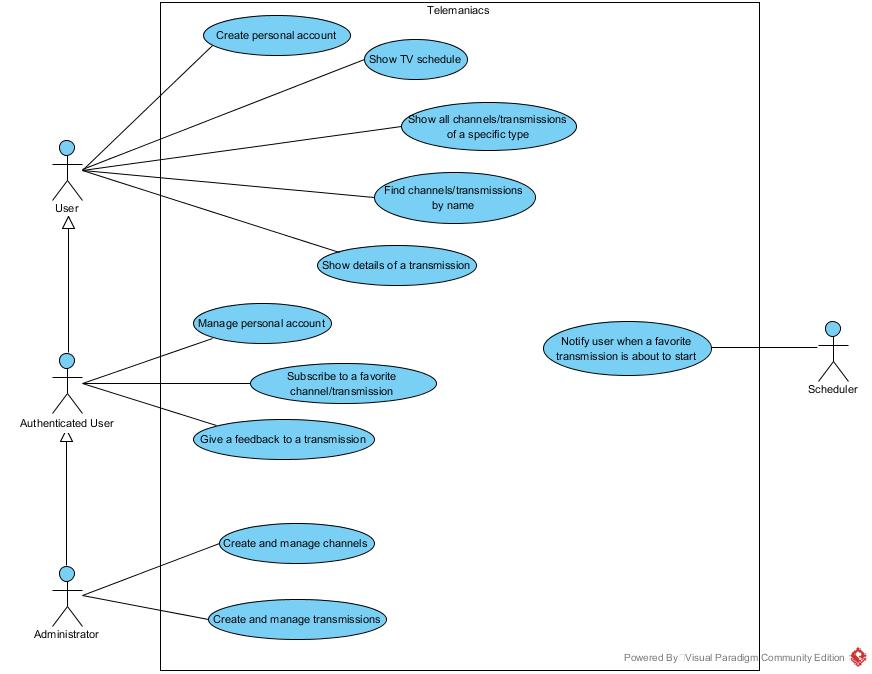 Telemaniacs
Create personal account
Show TV schedule
Show all channels/transmissions
of a specific type
User
Find channels/transmissions
by name
Show details of a transmission
Manage personal account
Notify user when a favorite
transmission is about to start
Scheduler
Authenticated User
Subscribe to a favorite
channel/transmission
Give a feedback to a transmission
Create and manage channels
Administrator
Create and manage transmissions
Powered By Visual Paradigm Community Edition